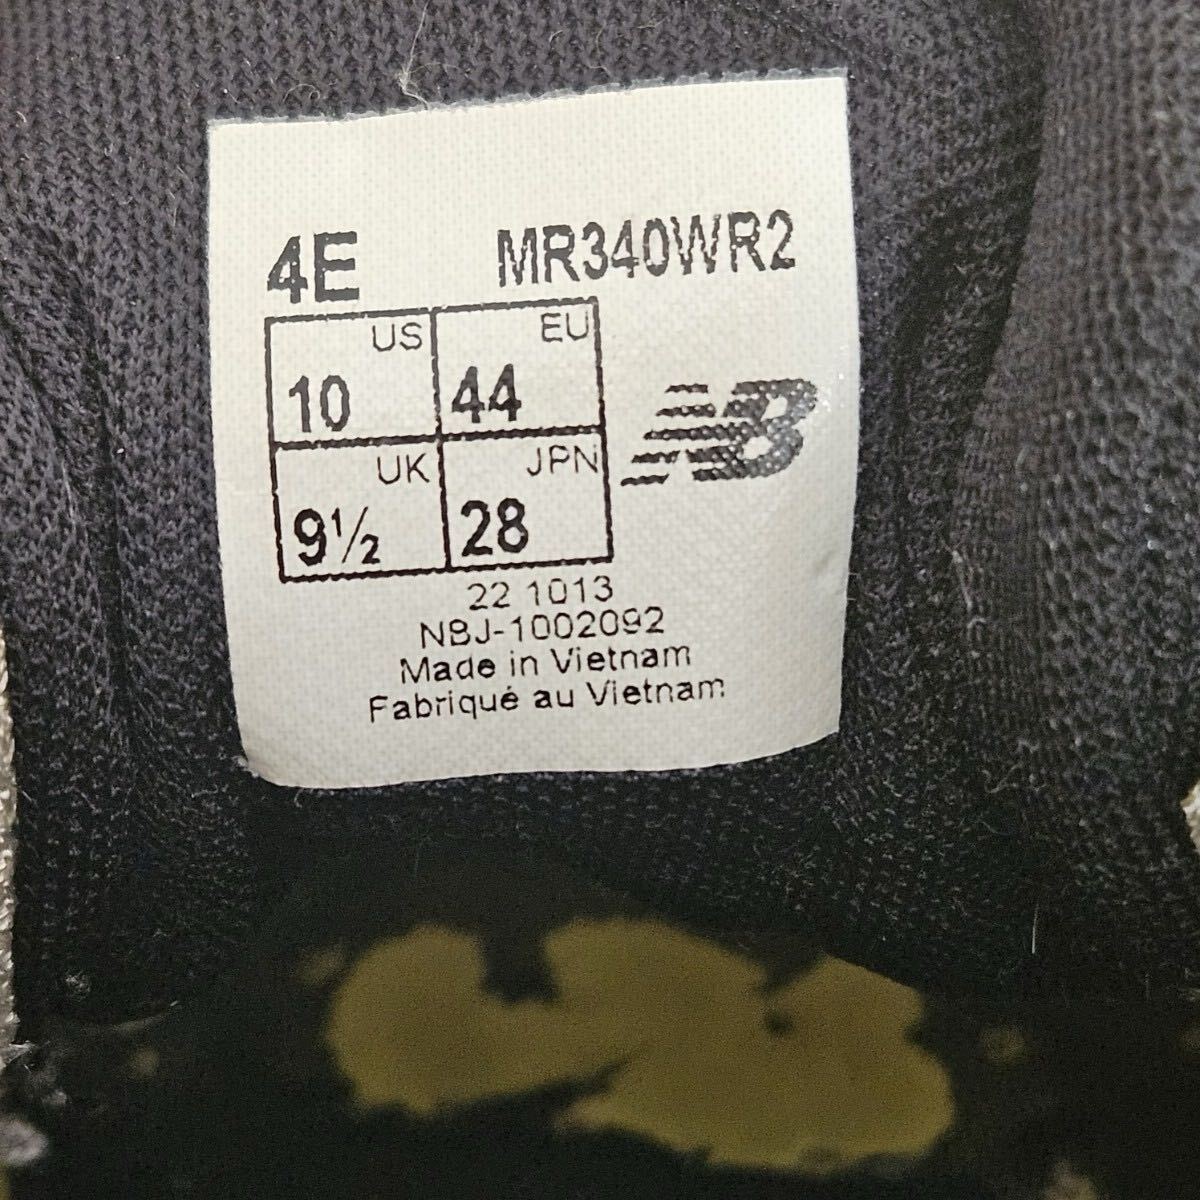 4E MR340WR2
US EU
10 44
UK JPN
9½ 28
NB
22 1013
NBJ-1002092
Made in Vietnam
Fabriqué au Vietnam